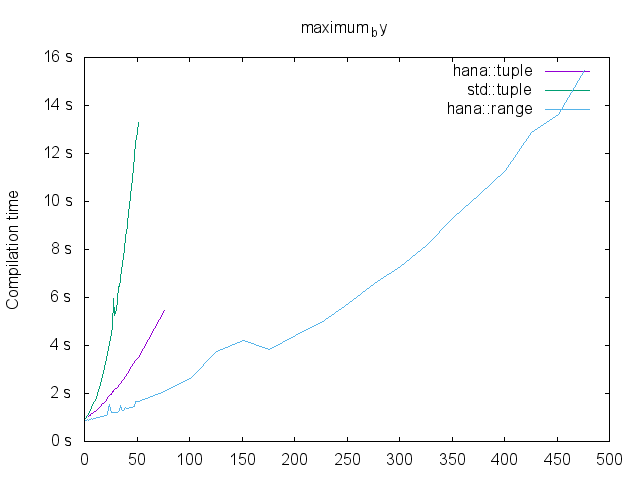 maximum_by
16 s
14 s
12 s
10 s
8 s
6 s
4 s
2 s
0 s
Compilation time
hana::tuple
std::tuple
hana::range
0 50 100 150 200 250 300 350 400 450 500